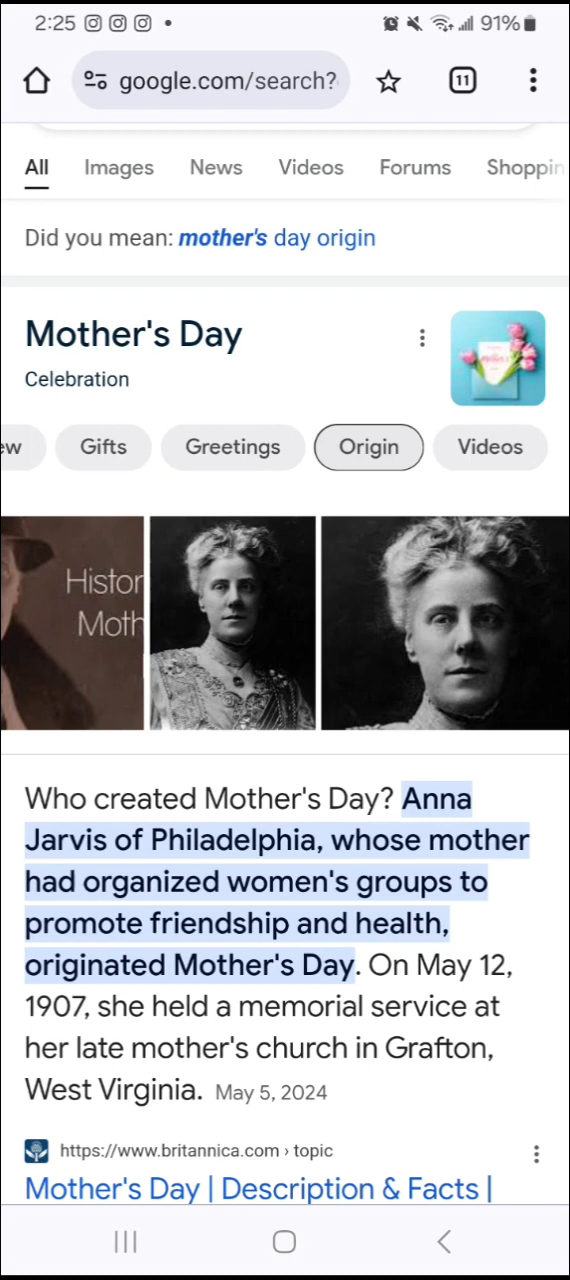 2:25
91%
google.com/search?
11
All Images News Videos Forums Shoppin
Did you mean: mother's day origin
Mother's Day
Celebration
ew Gifts Greetings Origin Videos
Histor
Moth
Who created Mother's Day? Anna
Jarvis of Philadelphia, whose mother
had organized women's groups to
promote friendship and health,
originated Mother's Day. On May 12,
1907, she held a memorial service at
her late mother's church in Grafton,
West Virginia. May 5, 2024
https://www.britannica.com › topic
Mother's Day | Description & Facts |